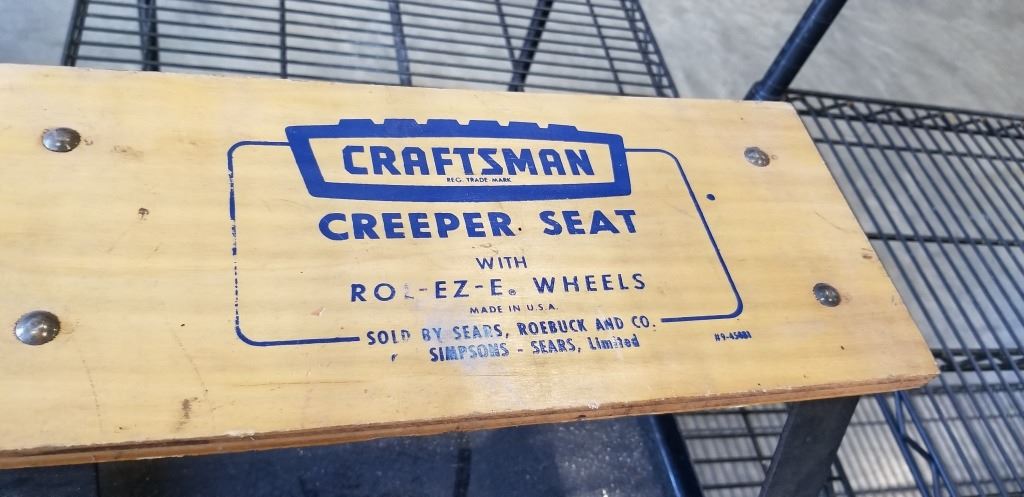 CRAFTSMAN
REG. TRADE MARK
CREEPER SEAT
WITH
ROL-EZ-E® WHEELS
MADE IN U.S.A.
SOLD BY SEARS, ROEBUCK AND CO.
SIMPSONS - SEARS, Limited